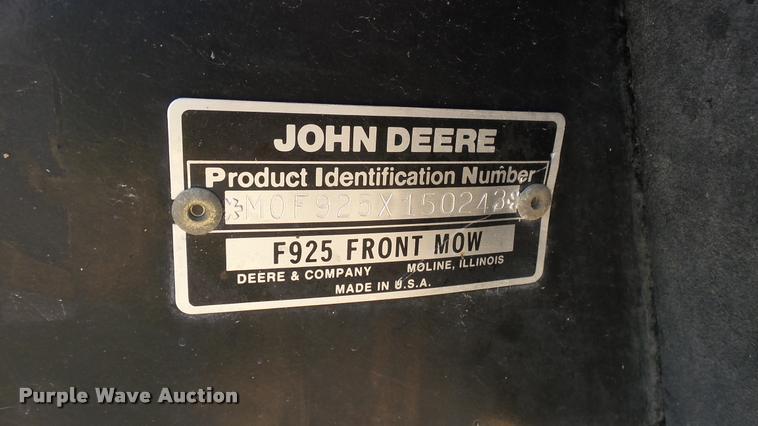 JOHN DEERE
Product Identification Number
M0F925X150243
F925 FRONT MOW
DEERE & COMPANY MOLINE, ILLINOIS
MADE IN U.S.A.
Purple Wave Auction